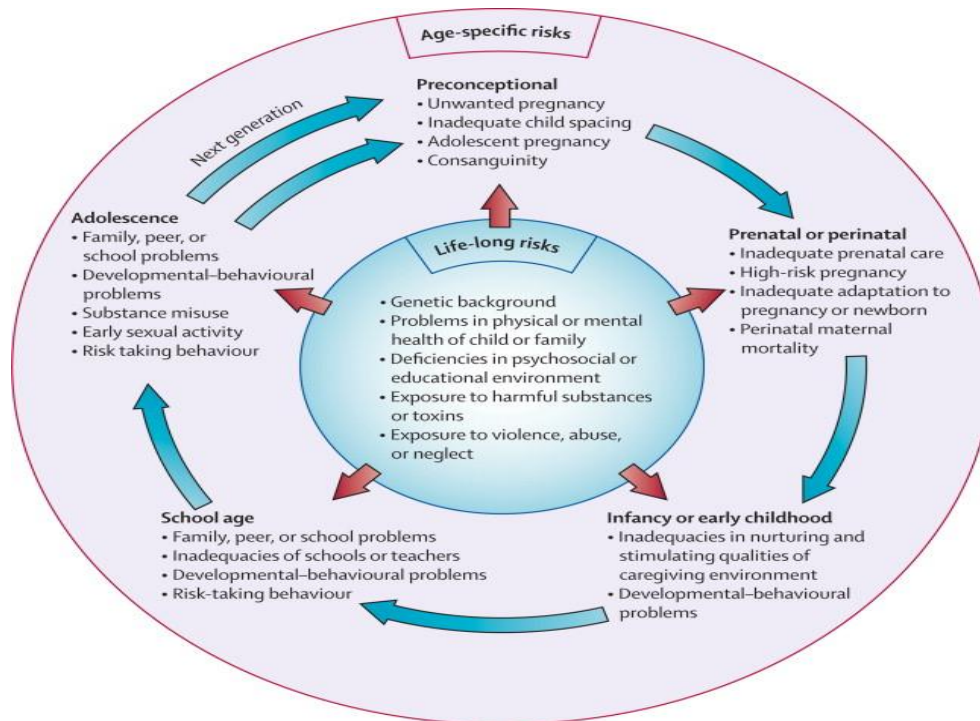 Age-specific risks
Preconceptional
• Unwanted pregnancy
• Inadequate child spacing
• Adolescent pregnancy
• Consanguinity
Next generation
Adolescence
• Family, peer, or
school problems
• Developmental–behavioural
problems
• Substance misuse
• Early sexual activity
• Risk taking behaviour
Life-long risks
• Genetic background
• Problems in physical or mental
health of child or family
• Deficiencies in psychosocial or
educational environment
• Exposure to harmful substances
or toxins
• Exposure to violence, abuse,
or neglect
Prenatal or perinatal
• Inadequate prenatal care
• High-risk pregnancy
• Inadequate adaptation to
pregnancy or newborn
• Perinatal maternal
mortality
School age
• Family, peer, or school problems
• Inadequacies of schools or teachers
• Developmental–behavioural problems
• Risk-taking behaviour
Infancy or early childhood
• Inadequacies in nurturing and
stimulating qualities of
caregiving environment
• Developmental–behavioural
problems